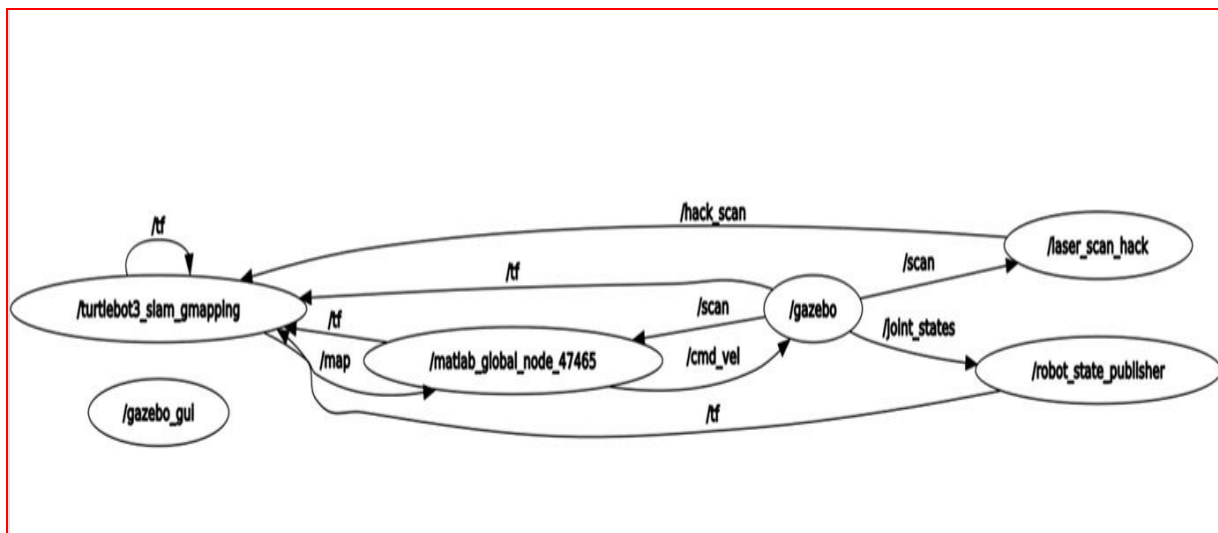 /hack_scan
/tf
/laser_scan_hack
/scan
/tf
/turtlebot3_slam_gmapping
/gazebo
/scan
/tf
/joint_states
/map
/matlab_global_node_47465
/cmd_vel
/robot_state_publisher
/gazebo_gui
/tf